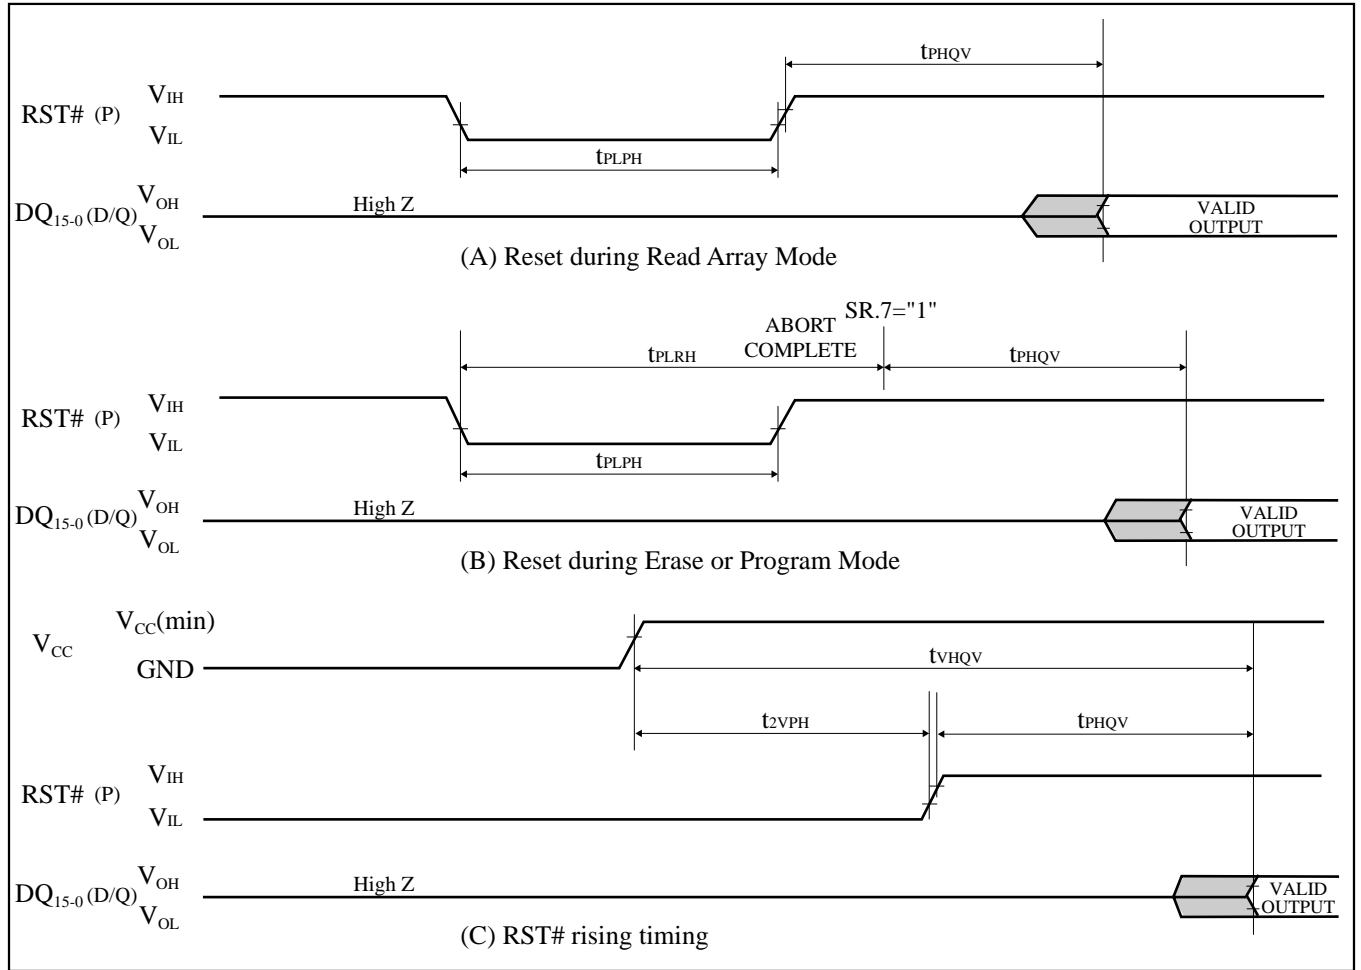 tPHQV
VIH
RST# (P)
VIL
tPLPH
VOH
High Z
DQ15-0 (D/Q)
VALID
OUTPUT
VOL
(A) Reset during Read Array Mode
SR.7="1"
ABORT
COMPLETE
tPLRH
tPHQV
VIH
RST# (P)
VIL
tPLPH
VOH
High Z
DQ15-0 (D/Q)
VALID
OUTPUT
VOL
(B) Reset during Erase or Program Mode
VCC(min)
VCC
GND
tVHQV
t2VPH
tPHQV
VIH
RST# (P)
VIL
VOH
High Z
DQ15-0 (D/Q)
VALID
OUTPUT
VOL
(C) RST# rising timing